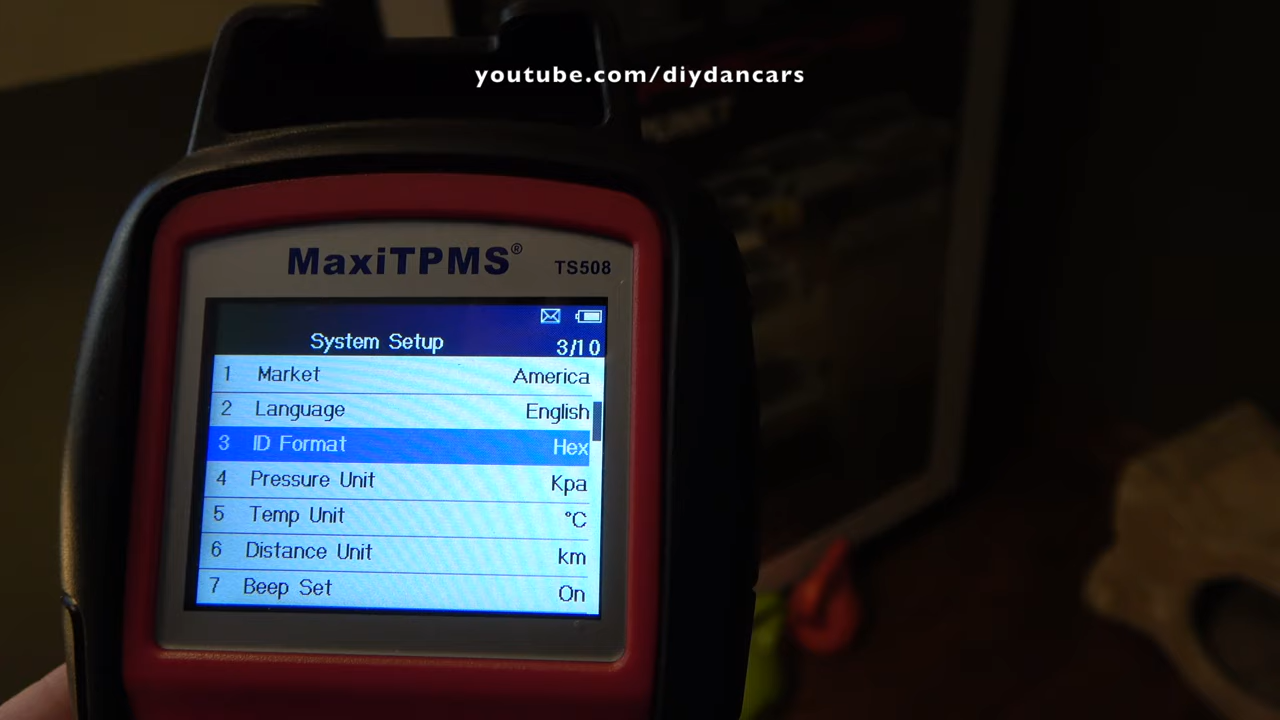 youtube.com/diydancars
MaxiTPMS® TS508
System Setup 3/10
1 Market America
2 Language English
3 ID Format Hex
4 Pressure Unit Kpa
5 Temp Unit °C
6 Distance Unit km
7 Beep Set On